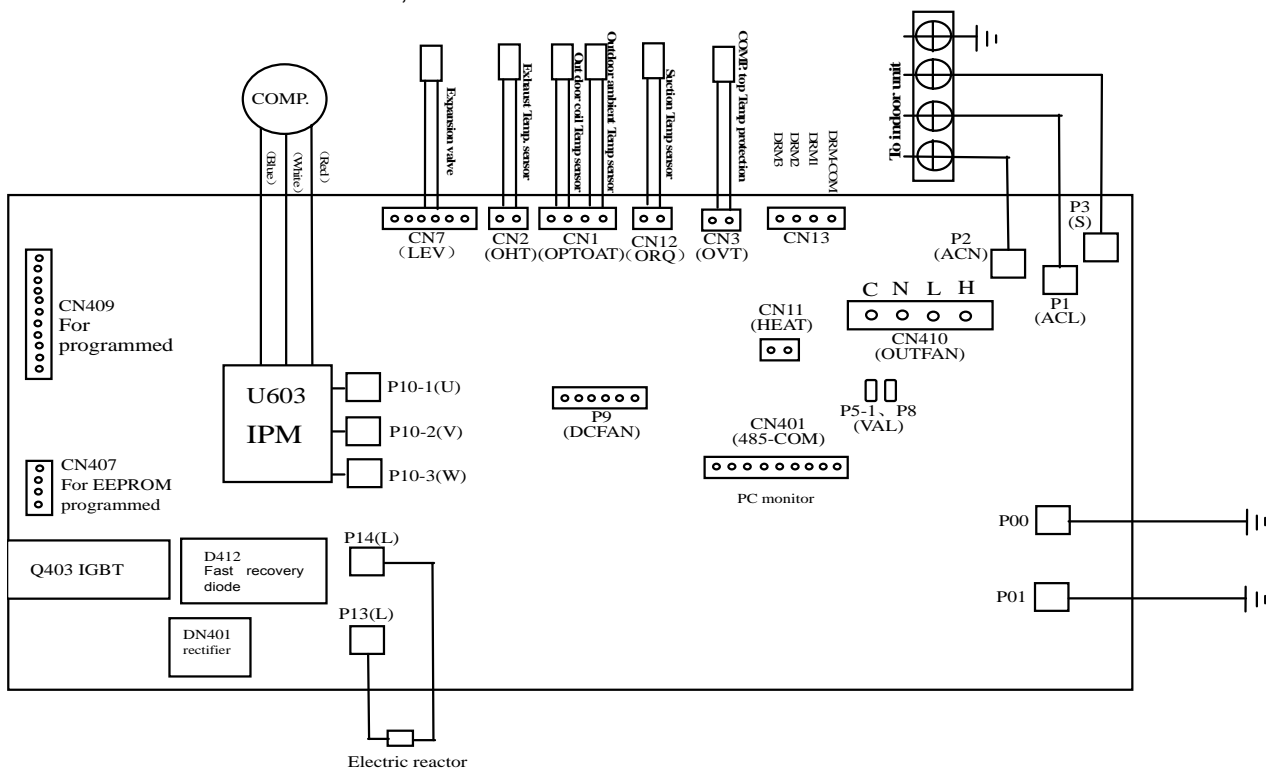 COMP.
(Blue)
(White)
(Red)
Expansion valve
Exhaust Temp. sensor
Out door coil Temp sensor
Outdoor ambient Temp sensor
Suction Temp sensor
COMP. top Temp protection
DRM3
DRM2
DRM1
DRM-COM
To indoor unit
CN7
(LEV)
CN2
(OHT)
CN1
(OPTOAT)
CN12
(ORQ)
CN3
(OVT)
CN13
P2
(ACN)
P3
(S)
P1
(ACL)
CN409
For
programmed
CN11
(HEAT)
C N L H
CN410
(OUTFAN)
U603
IPM
P10-1(U)
P10-2(V)
P10-3(W)
P9
(DCFAN)
P5-1、P8
(VAL)
CN401
(485-COM)
PC monitor
CN407
For EEPROM
programmed
P00
P01
Q403 IGBT
D412
Fast recovery
diode
P14(L)
P13(L)
DN401
rectifier
Electric reactor